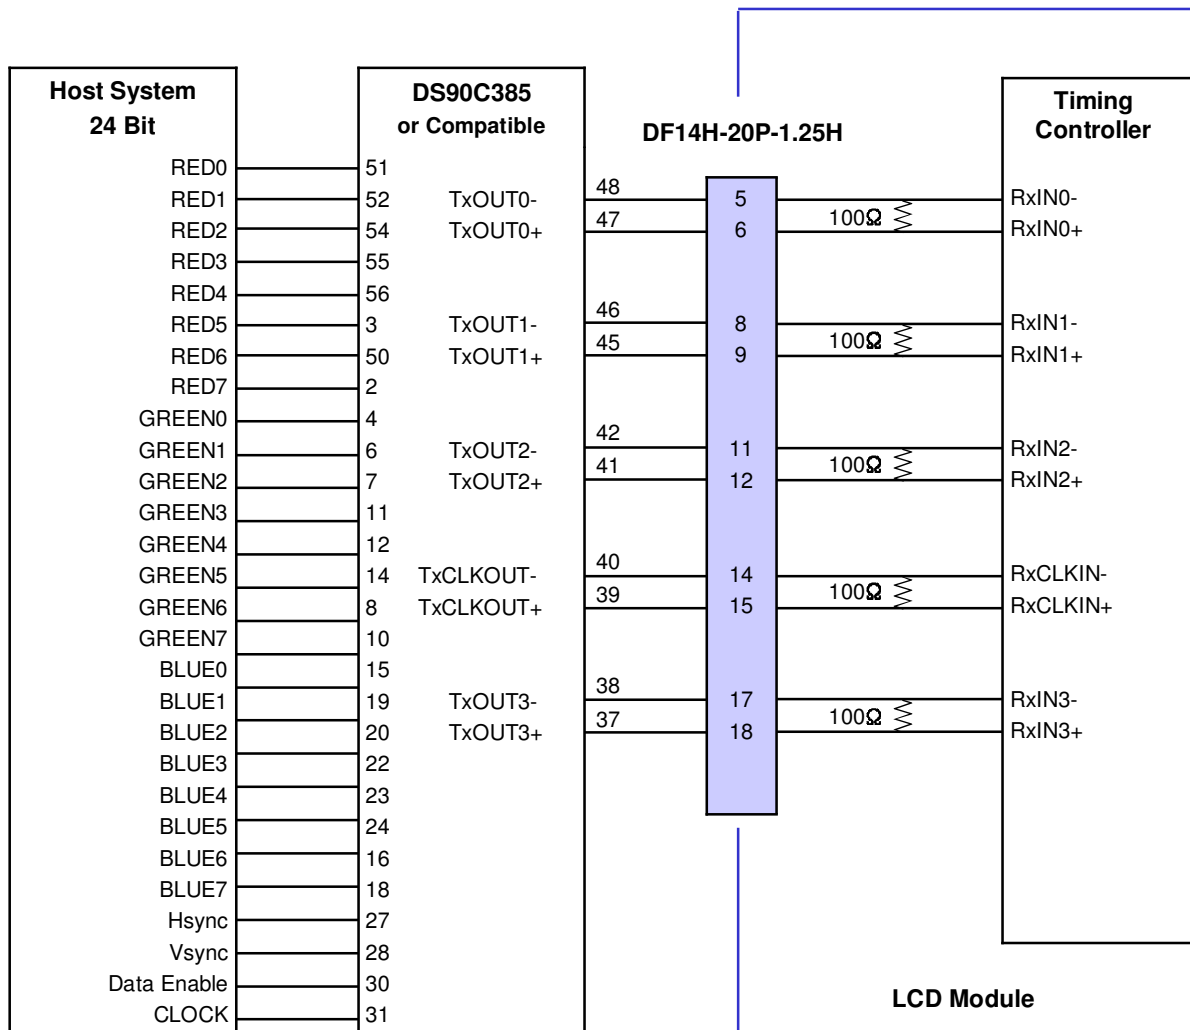 Host System
24 Bit
DS90C385
or Compatible
DF14H-20P-1.25H
Timing
Controller
RED0 51
RED1 52 TxOUT0- 48 5 RxIN0-
100Ω
RED2 54 TxOUT0+ 47 6 RxIN0+
RED3 55
RED4 56
RED5 3 TxOUT1- 46 8 RxIN1-
100Ω
RED6 50 TxOUT1+ 45 9 RxIN1+
RED7 2
GREEN0 4
GREEN1 6 TxOUT2- 42 11 RxIN2-
100Ω
GREEN2 7 TxOUT2+ 41 12 RxIN2+
GREEN3 11
GREEN4 12
GREEN5 14 TxCLKOUT- 40 14 RxCLKIN-
100Ω
GREEN6 8 TxCLKOUT+ 39 15 RxCLKIN+
GREEN7 10
BLUE0 15
BLUE1 19 TxOUT3- 38 17 RxIN3-
100Ω
BLUE2 20 TxOUT3+ 37 18 RxIN3+
BLUE3 22
BLUE4 23
BLUE5 24
BLUE6 16
BLUE7 18
Hsync 27
Vsync 28
Data Enable 30
LCD Module
CLOCK 31